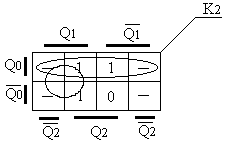 K2
Q1 Q̅1̅
Q0 – 1 1 –
Q̅0̅ – 1 0 –
Q̅2̅ Q2 Q̅2̅